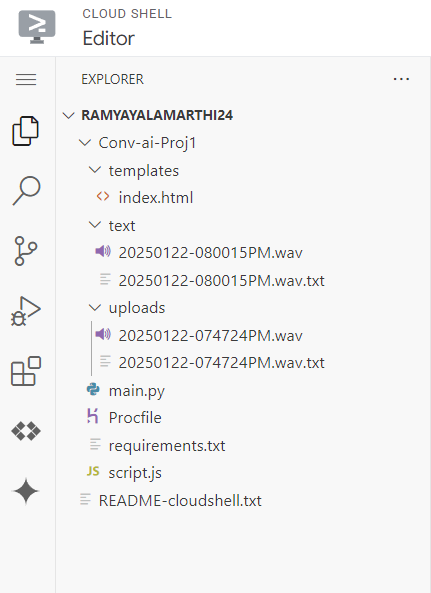 CLOUD SHELL
Editor
EXPLORER
RAMYAYALAMARTHI24
Conv-ai-Proj1
templates
index.html
text
20250122-080015PM.wav
20250122-080015PM.wav.txt
uploads
20250122-074724PM.wav
20250122-074724PM.wav.txt
main.py
Procfile
requirements.txt
JS script.js
README-cloudshell.txt